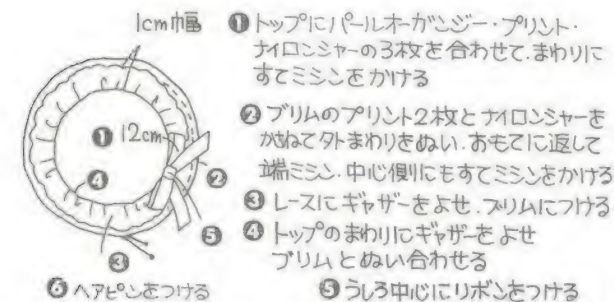 1cm幅
❶トップにパールオーガンジー・プリント・
ナイロンシャーの3枚を合わせて、まわりに
すてミシンをかける
❷ブリムのプリント2枚とナイロンシャーを
かさねて外まわりをぬい、おもてに返して
端ミシン、中心側にもすてミシンをかける
❸レースにギャザーをよせ、ブリムにつける
❹トップのまわりにギャザーをよせ
ブリムとぬい合わせる
❺うしろ中心にリボンをつける
❻ヘアピンをつける
❶ 12cm
❹
❷
❺
❸